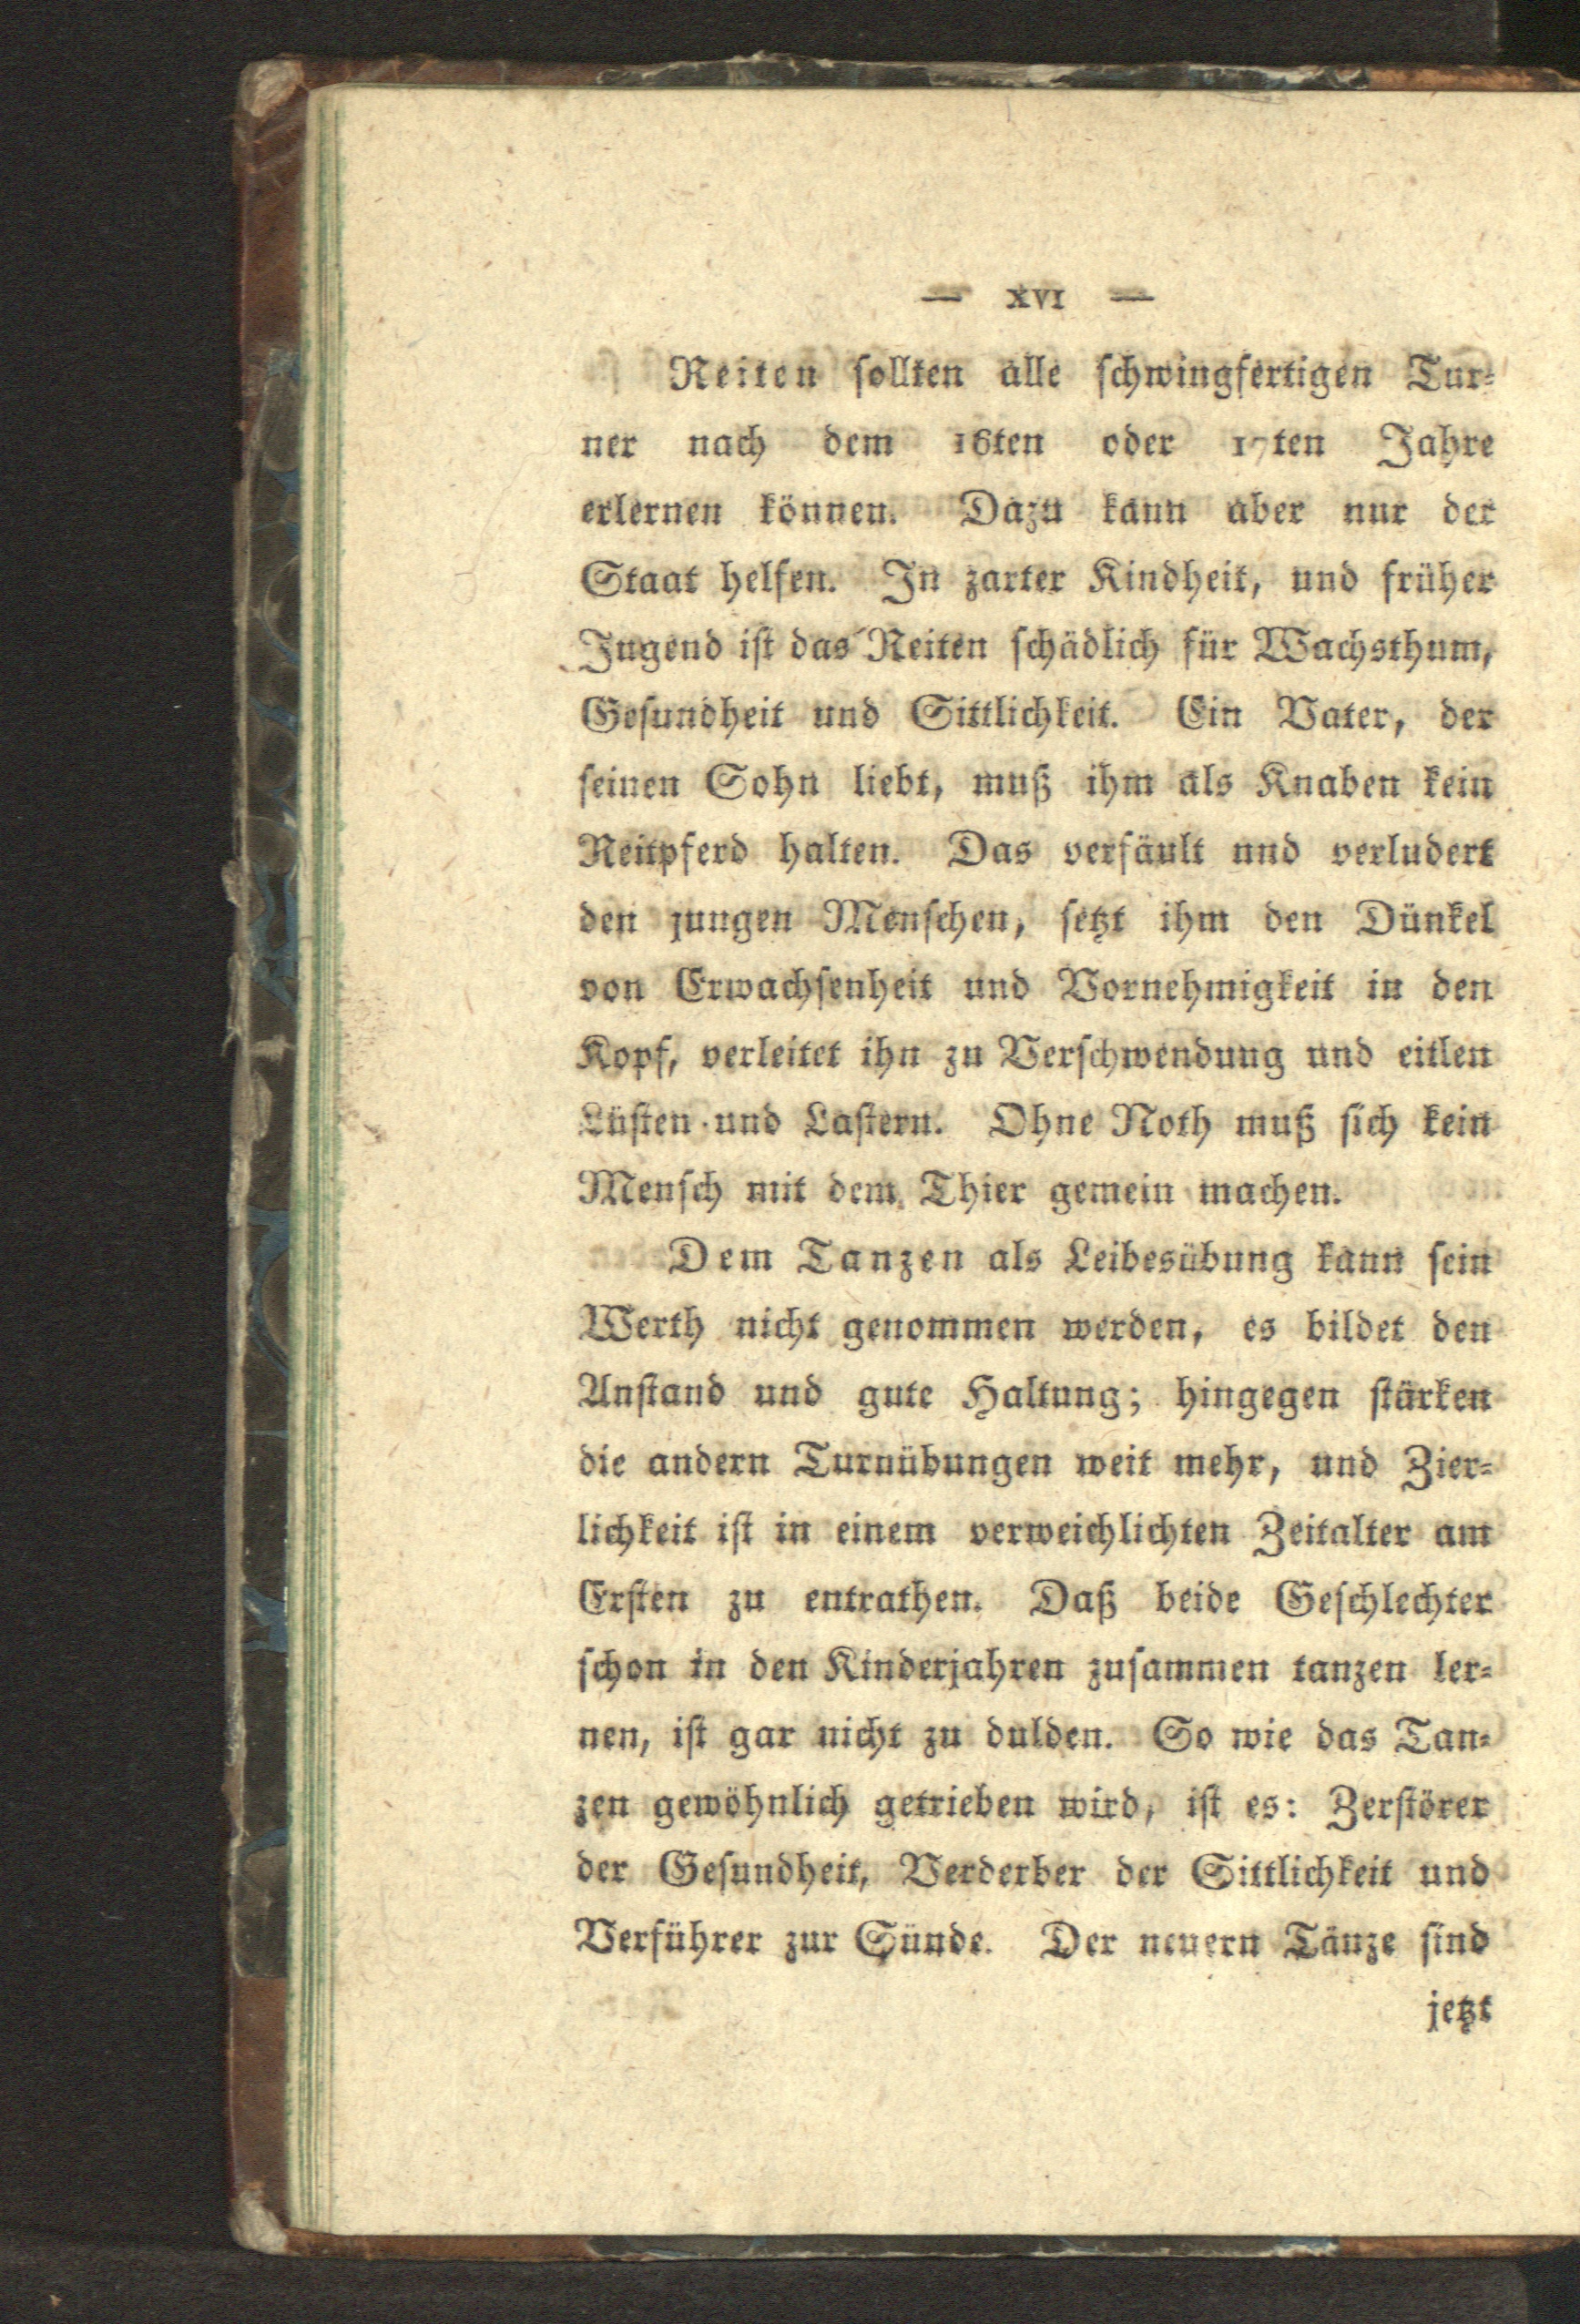 — XVI —
Reiten ſollten alle ſchwingfertigen Tur⸗
ner nach dem 16ten oder 17ten Jahre
erlernen können. Dazu kann aber nur der
Staat helfen. In zarter Kindheit, und früher
Jugend iſt das Reiten ſchädlich für Wachsthum,
Geſundheit und Sittlichkeit. Ein Vater, der
ſeinen Sohn liebt, muß ihm als Knaben kein
Reitpferd halten. Das verfäult und verludert
den jungen Menſchen, ſetzt ihm den Dünkel
von Erwachſenheit und Vornehmigkeit in den
Kopf, verleitet ihn zu Verſchwendung und eitlen
Lüſten und Laſtern. Ohne Noth muß ſich kein
Menſch mit dem Thier gemein machen.
Dem Tanzen als Leibesübung kann ſein
Werth nicht genommen werden, es bildet den
Anſtand und gute Haltung; hingegen ſtärken
die andern Turnübungen weit mehr, und Zier⸗
lichkeit iſt in einem verweichlichten Zeitalter am
Erſten zu entrathen. Daß beide Geſchlechter
ſchon in den Kinderjahren zuſammen tanzen ler⸗
nen, iſt gar nicht zu dulden. So wie das Tan⸗
zen gewöhnlich getrieben wird, iſt es: Zerſtörer
der Geſundheit, Verderber der Sittlichkeit und
Verführer zur Sünde. Der neuern Tänze ſind
jetzt